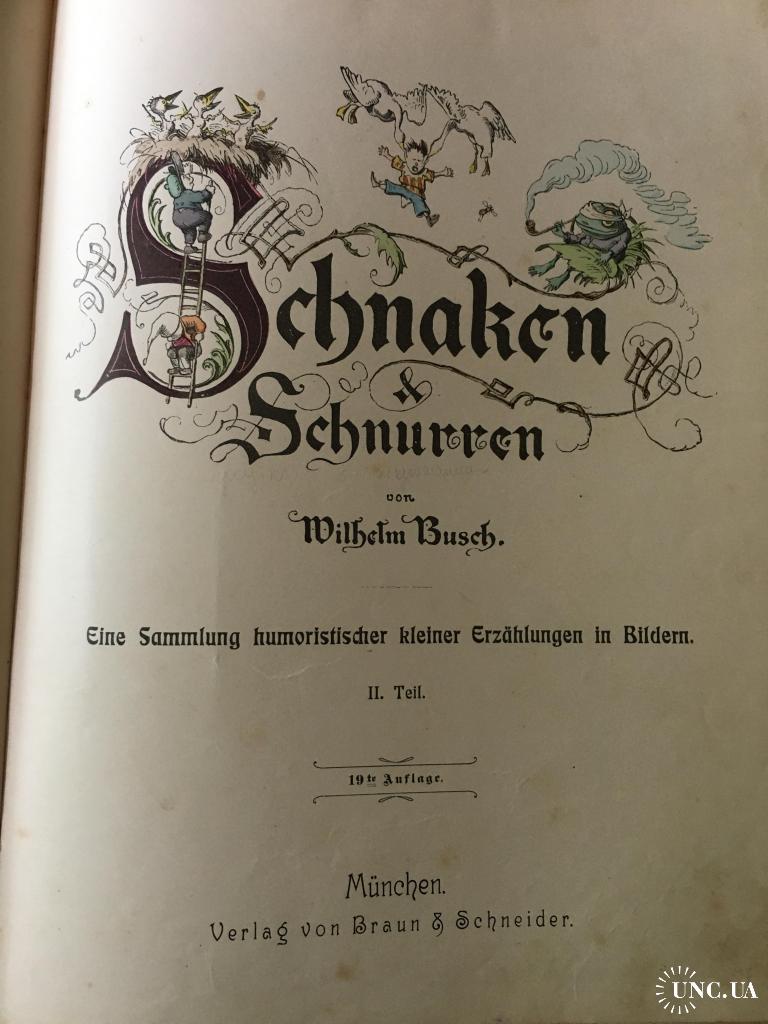 Schnaken
&
Schnurren
von
Wilhelm Busch.
Eine Sammlung humoristischer kleiner Erzählungen in Bildern.
II. Teil.
19te Auflage.
München.
Verlag von Braun & Schneider.
UNC.UA